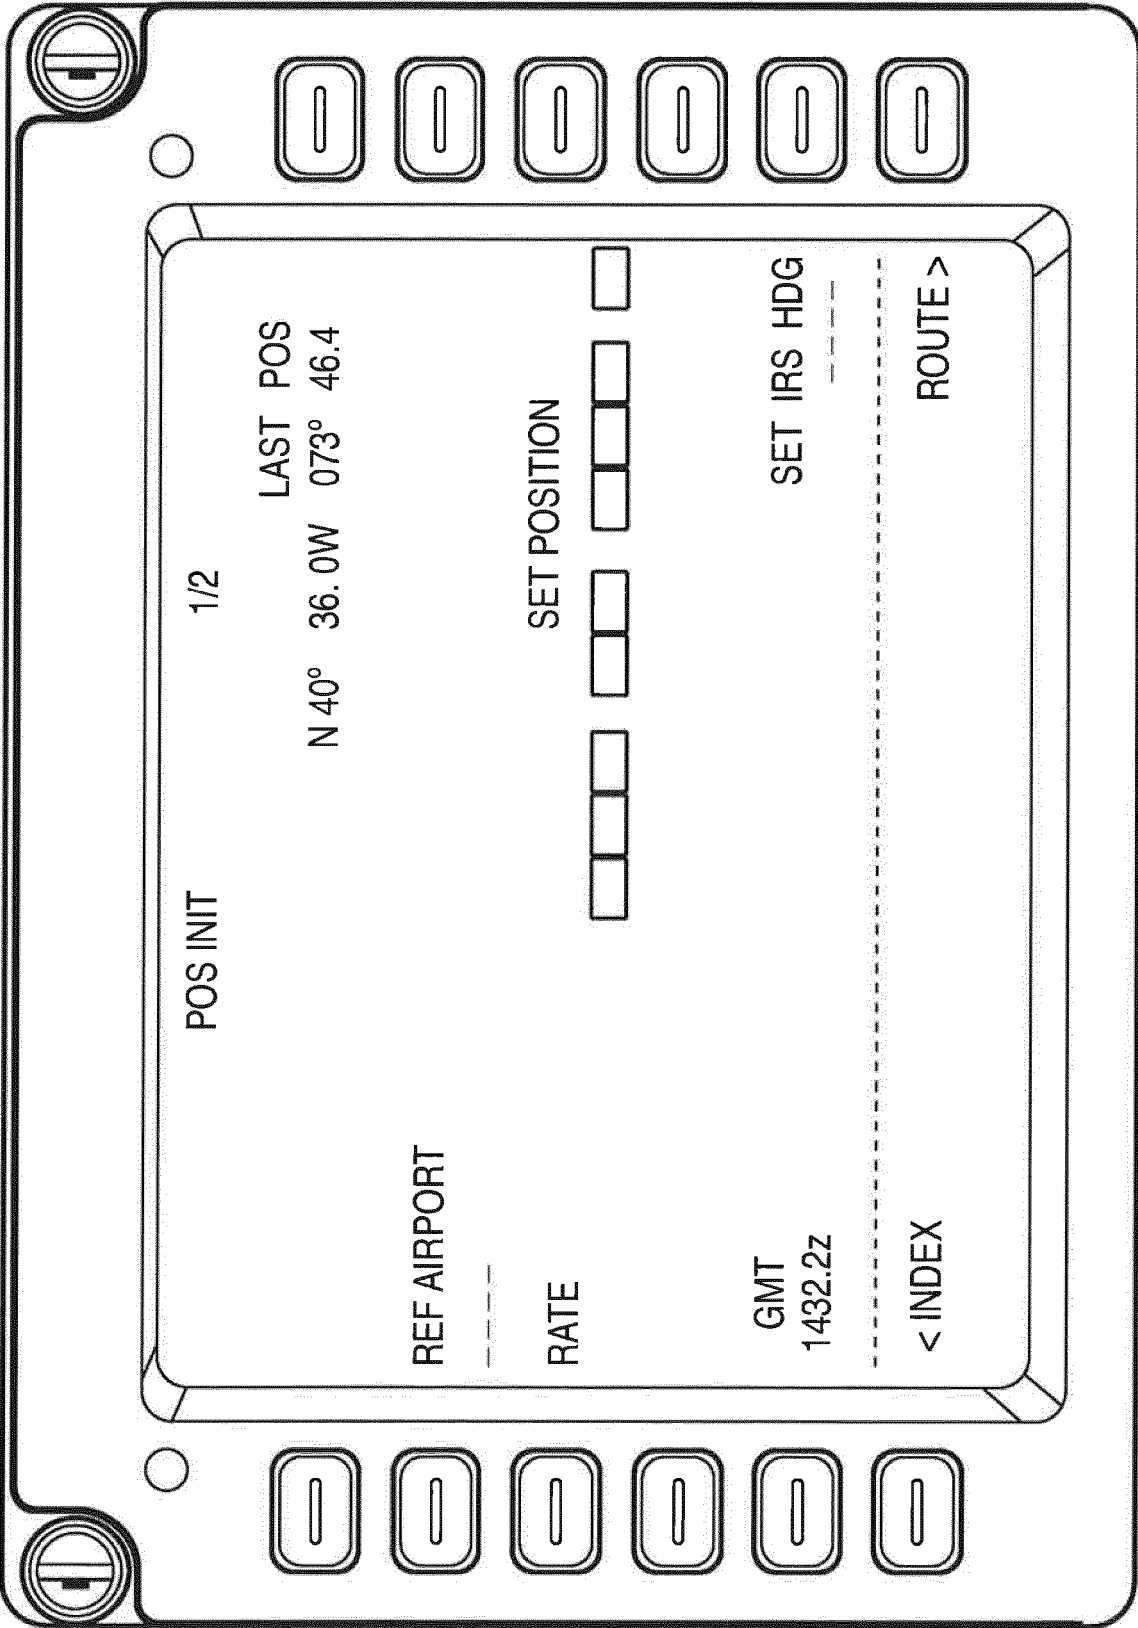 POS INIT 1/2
LAST POS
N 40° 36. 0W 073° 46.4
REF AIRPORT
-----
SET POSITION
RATE
GMT SET IRS HDG
1432.2z ----
< INDEX ROUTE >